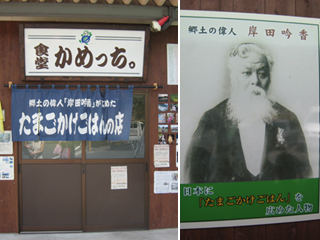 食堂
かめっち。
郷土の偉人「岸田吟香」が広めた
たまごかけごはんの店
郷土の偉人 岸田吟香
日本に
『たまごかけごはん』を
広めた人物